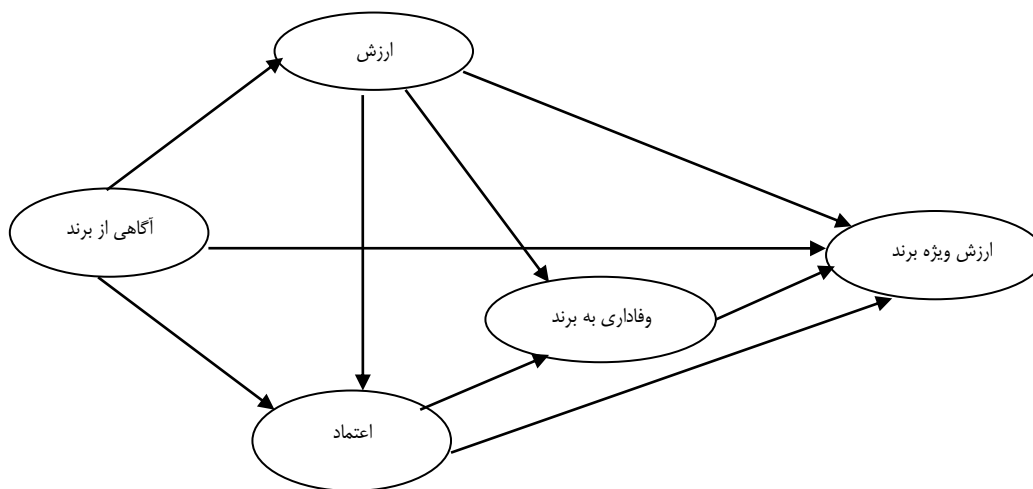 ارزش
آگاهی از برند
ارزش ویژه برند
وفاداری به برند
اعتماد